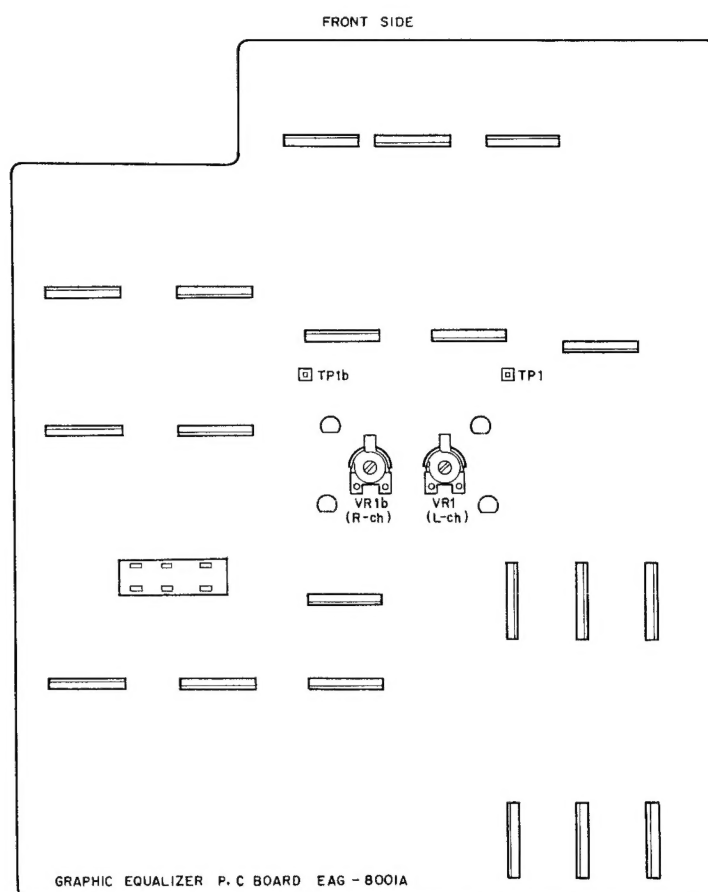 FRONT SIDE
TP1b
TP1
VR1b
(R-ch)
VR1
(L-ch)
GRAPHIC EQUALIZER P.C BOARD EAG-8001A